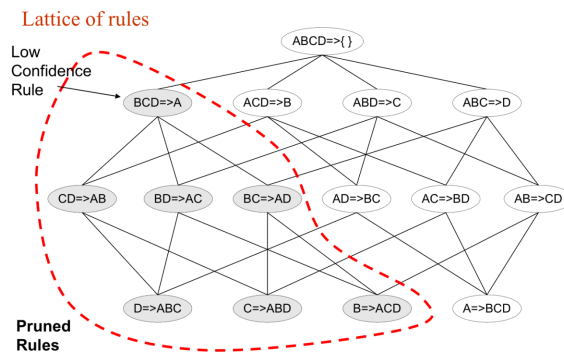 Lattice of rules
ABCD=>{ }
Low
Confidence
Rule
BCD=>A
ACD=>B
ABD=>C
ABC=>D
CD=>AB
BD=>AC
BC=>AD
AD=>BC
AC=>BD
AB=>CD
D=>ABC
C=>ABD
B=>ACD
A=>BCD
Pruned
Rules